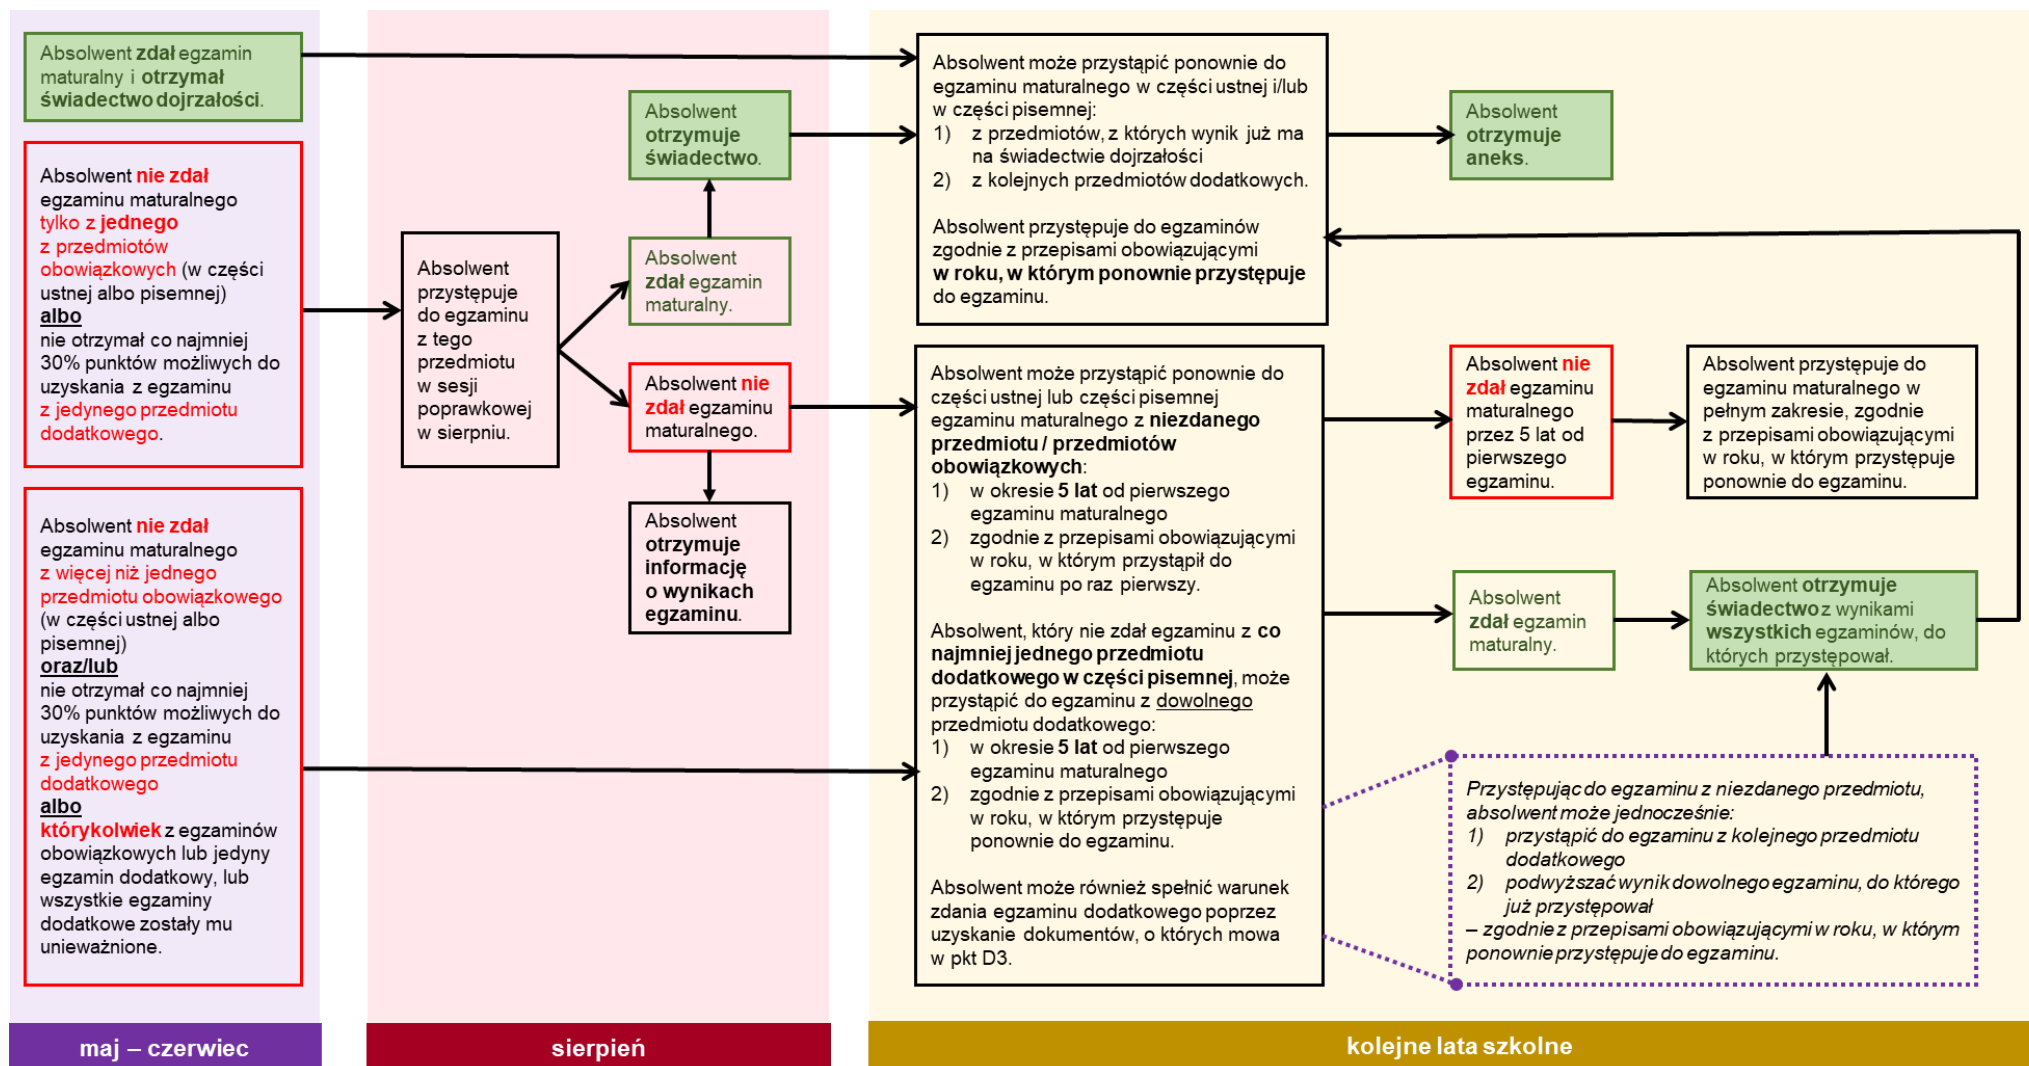 Absolwent zdał egzamin
maturalny i otrzymał
świadectwo dojrzałości.
Absolwent nie zdał
egzaminu maturalnego
tylko z jednego
z przedmiotów
obowiązkowych (w części
ustnej albo pisemnej)
albo
nie otrzymał co najmniej
30% punktów możliwych do
uzyskania z egzaminu
z jedynego przedmiotu
dodatkowego.
Absolwent nie zdał
egzaminu maturalnego
z więcej niż jednego
przedmiotu obowiązkowego
(w części ustnej albo
pisemnej)
oraz/lub
nie otrzymał co najmniej
30% punktów możliwych do
uzyskania z egzaminu
z jedynego przedmiotu
dodatkowego
albo
którykolwiek z egzaminów
obowiązkowych lub jedyny
egzamin dodatkowy, lub
wszystkie egzaminy
dodatkowe zostały mu
unieważnione.
maj – czerwiec
Absolwent
przystępuje
do egzaminu
z tego
przedmiotu
w sesji
poprawkowej
w sierpniu.
Absolwent
otrzymuje
świadectwo.
Absolwent
zdał egzamin
maturalny.
Absolwent nie
zdał egzaminu
maturalnego.
Absolwent
otrzymuje
informację
o wynikach
egzaminu.
sierpień
Absolwent może przystąpić ponownie do
egzaminu maturalnego w części ustnej i/lub
w części pisemnej:
1) z przedmiotów, z których wynik już ma
na świadectwie dojrzałości
2) z kolejnych przedmiotów dodatkowych.
Absolwent przystępuje do egzaminów
zgodnie z przepisami obowiązującymi
w roku, w którym ponownie przystępuje
do egzaminu.
Absolwent
otrzymuje
aneks.
Absolwent może przystąpić ponownie do
części ustnej lub części pisemnej
egzaminu maturalnego z niezdanego
przedmiotu / przedmiotów
obowiązkowych:
1) w okresie 5 lat od pierwszego
egzaminu maturalnego
2) zgodnie z przepisami obowiązującymi
w roku, w którym przystąpił do
egzaminu po raz pierwszy.
Absolwent, który nie zdał egzaminu z co
najmniej jednego przedmiotu
dodatkowego w części pisemnej, może
przystąpić do egzaminu z dowolnego
przedmiotu dodatkowego:
1) w okresie 5 lat od pierwszego
egzaminu maturalnego
2) zgodnie z przepisami obowiązującymi
w roku, w którym przystępuje
ponownie do egzaminu.
Absolwent może również spełnić warunek
zdania egzaminu dodatkowego poprzez
uzyskanie dokumentów, o których mowa
w pkt D3.
Absolwent nie
zdał egzaminu
maturalnego
przez 5 lat od
pierwszego
egzaminu.
Absolwent przystępuje do
egzaminu maturalnego w
pełnym zakresie, zgodnie
z przepisami obowiązującymi
w roku, w którym przystępuje
ponownie do egzaminu.
Absolwent
zdał egzamin
maturalny.
Absolwent otrzymuje
świadectwo z wynikami
wszystkich egzaminów, do
których przystępował.
Przystępując do egzaminu z niezdanego przedmiotu,
absolwent może jednocześnie:
1) przystąpić do egzaminu z kolejnego przedmiotu
dodatkowego
2) podwyższać wynik dowolnego egzaminu, do którego
już przystępował
– zgodnie z przepisami obowiązującymi w roku, w którym
ponownie przystępuje do egzaminu.
kolejne lata szkolne